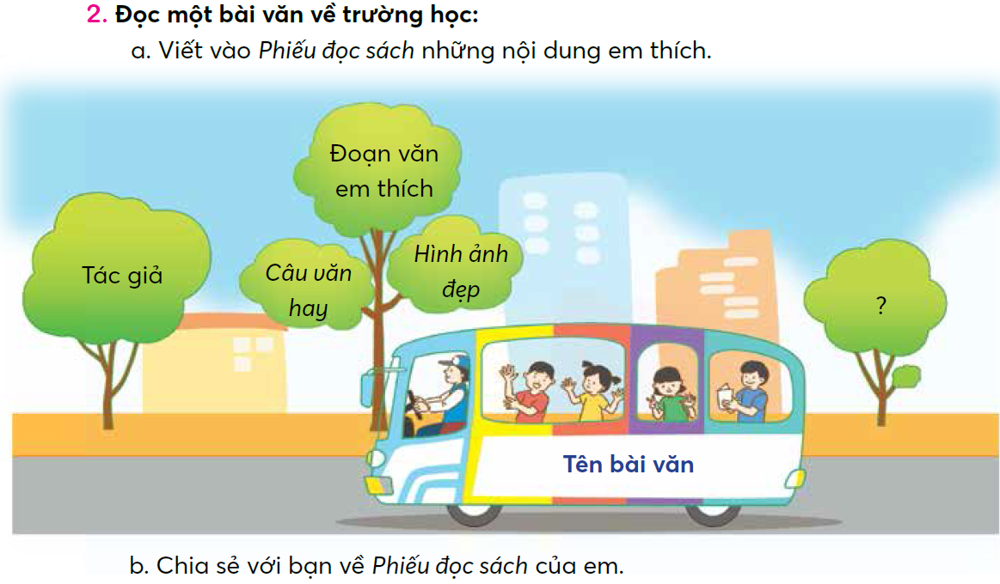 2. Đọc một bài văn về trường học:
a. Viết vào Phiếu đọc sách những nội dung em thích.
Đoạn văn
em thích
Tác giả
Câu văn
hay
Hình ảnh
đẹp
?
Tên bài văn
b. Chia sẻ với bạn về Phiếu đọc sách của em.